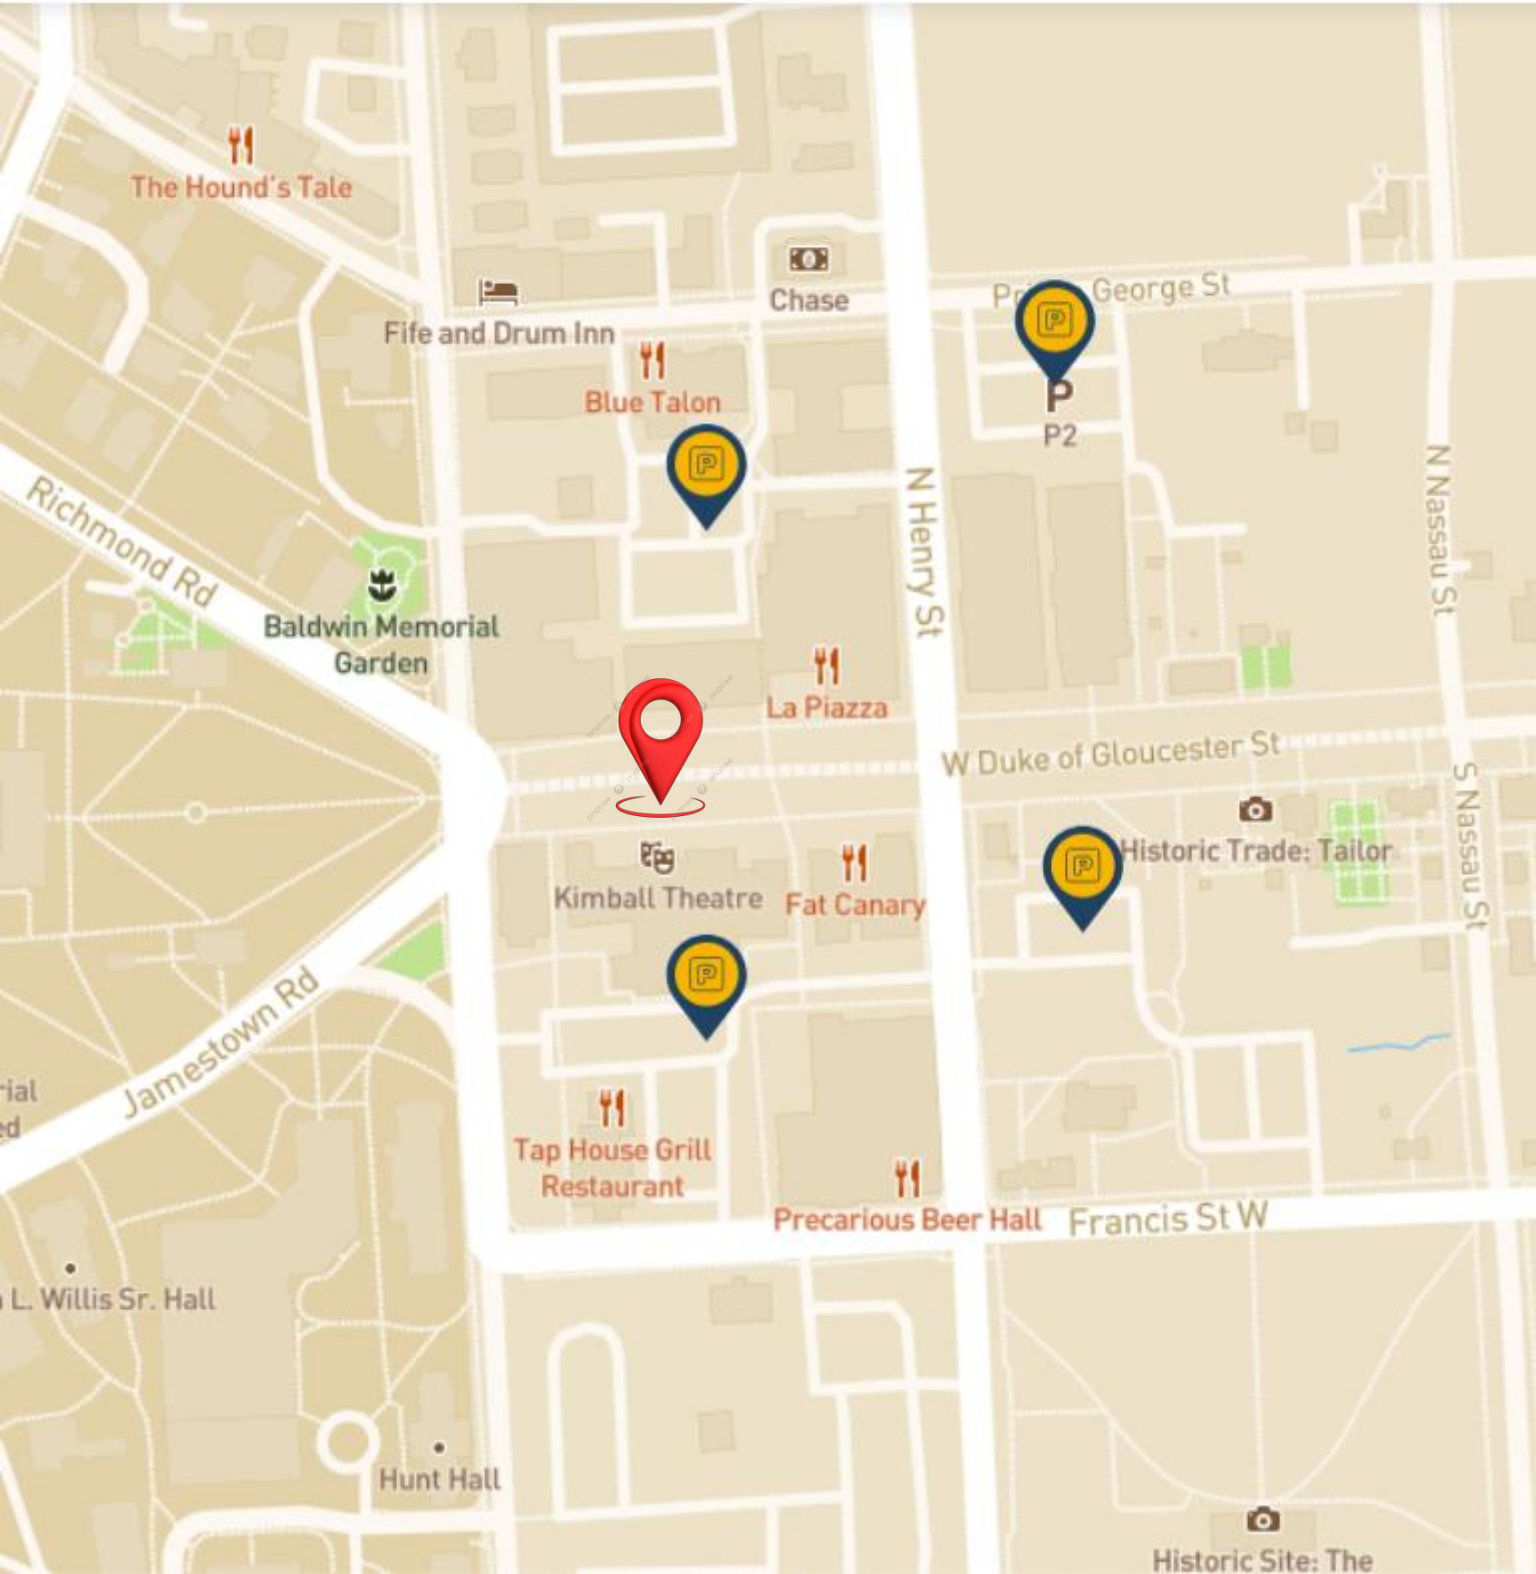 The Hound's Tale
Chase
George St
Fife and Drum Inn
Blue Talon
P
P
P2
P
N Henry St
N Nassau St
Richmond Rd
Baldwin Memorial
Garden
La Piazza
W Duke of Gloucester St
S Nassau St
Historic Trade: Tailor
P
Kimball Theatre
Fat Canary
P
Jamestown Rd
Tap House Grill
Restaurant
Precarious Beer Hall
Francis St W
L. Willis Sr. Hall
Hunt Hall
Historic Site: The